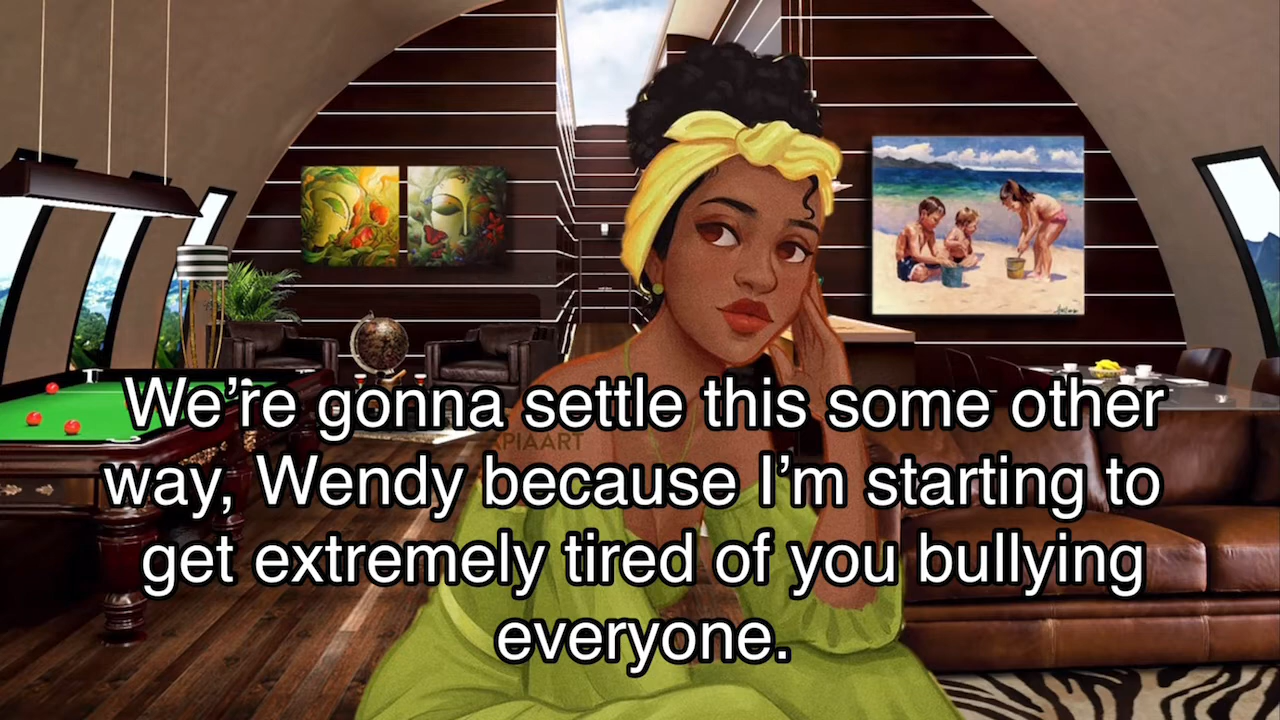 We’re gonna settle this some other
way, Wendy because I’m starting to
get extremely tired of you bullying
everyone.
APIAART